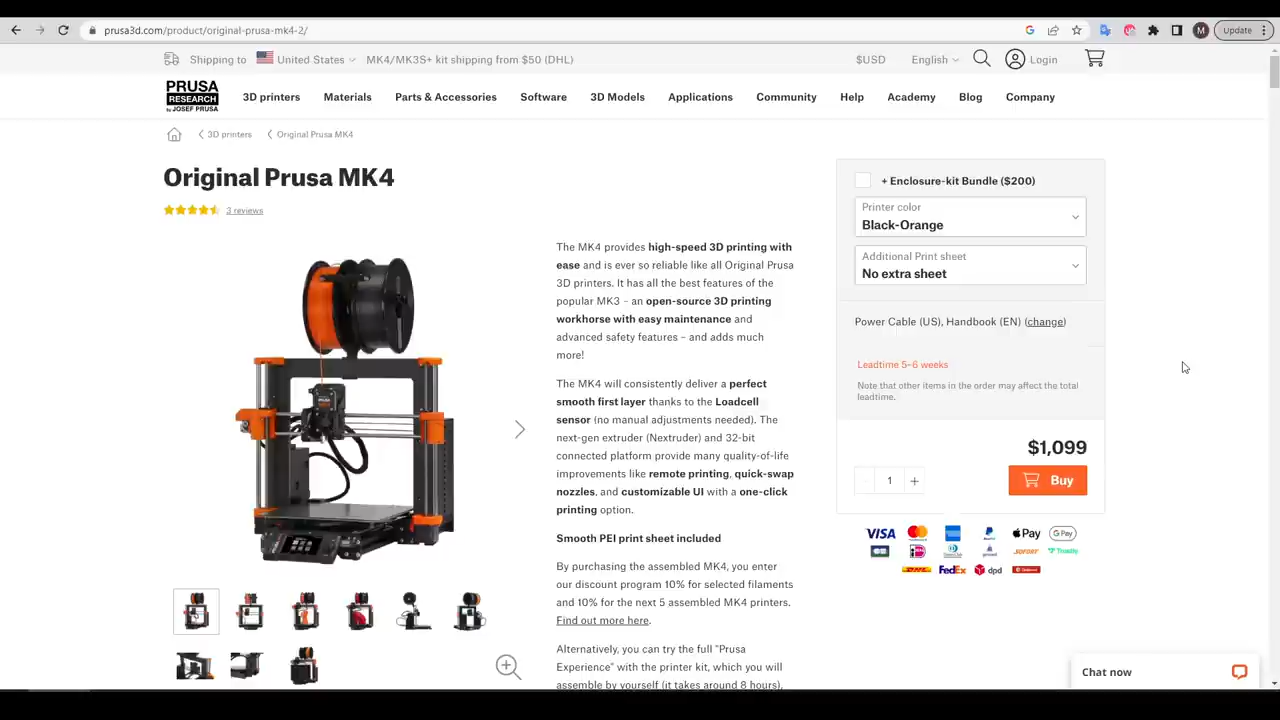 prusa3d.com/product/original-prusa-mk4-2/
M
Update
Shipping to
United States
MK4/MK3S+ kit shipping from $50 (DHL)
$USD
English
Login
PRUSA
RESEARCH
by JOSEF PRUSA
3D printers
Materials
Parts & Accessories
Software
3D Models
Applications
Community
Help
Academy
Blog
Company
3D printers
Original Prusa MK4
Original Prusa MK4
3 reviews
The MK4 provides high-speed 3D printing with
ease and is ever so reliable like all Original Prusa
3D printers. It has all the best features of the
popular MK3 – an open-source 3D printing
workhorse with easy maintenance and
advanced safety features – and adds much
more!
The MK4 will consistently deliver a perfect
smooth first layer thanks to the Loadcell
sensor (no manual adjustments needed). The
next-gen extruder (Nextruder) and 32-bit
connected platform provide many quality-of-life
improvements like remote printing, quick-swap
nozzles, and customizable UI with a one-click
printing option.
Smooth PEI print sheet included
By purchasing the assembled MK4, you enter
our discount program 10% for selected filaments
and 10% for the next 5 assembled MK4 printers.
Find out more here.
Alternatively, you can try the full "Prusa
Experience" with the printer kit, which you will
assemble by yourself (it takes around 8 hours),
+ Enclosure-kit Bundle ($200)
Printer color
Black-Orange
Additional Print sheet
No extra sheet
Power Cable (US), Handbook (EN) (change)
Leadtime 5-6 weeks
Note that other items in the order may affect the total
leadtime.
$1,099
1
Buy
VISA
Apple Pay
G Pay
DHL
FedEx
dpd
Chat now